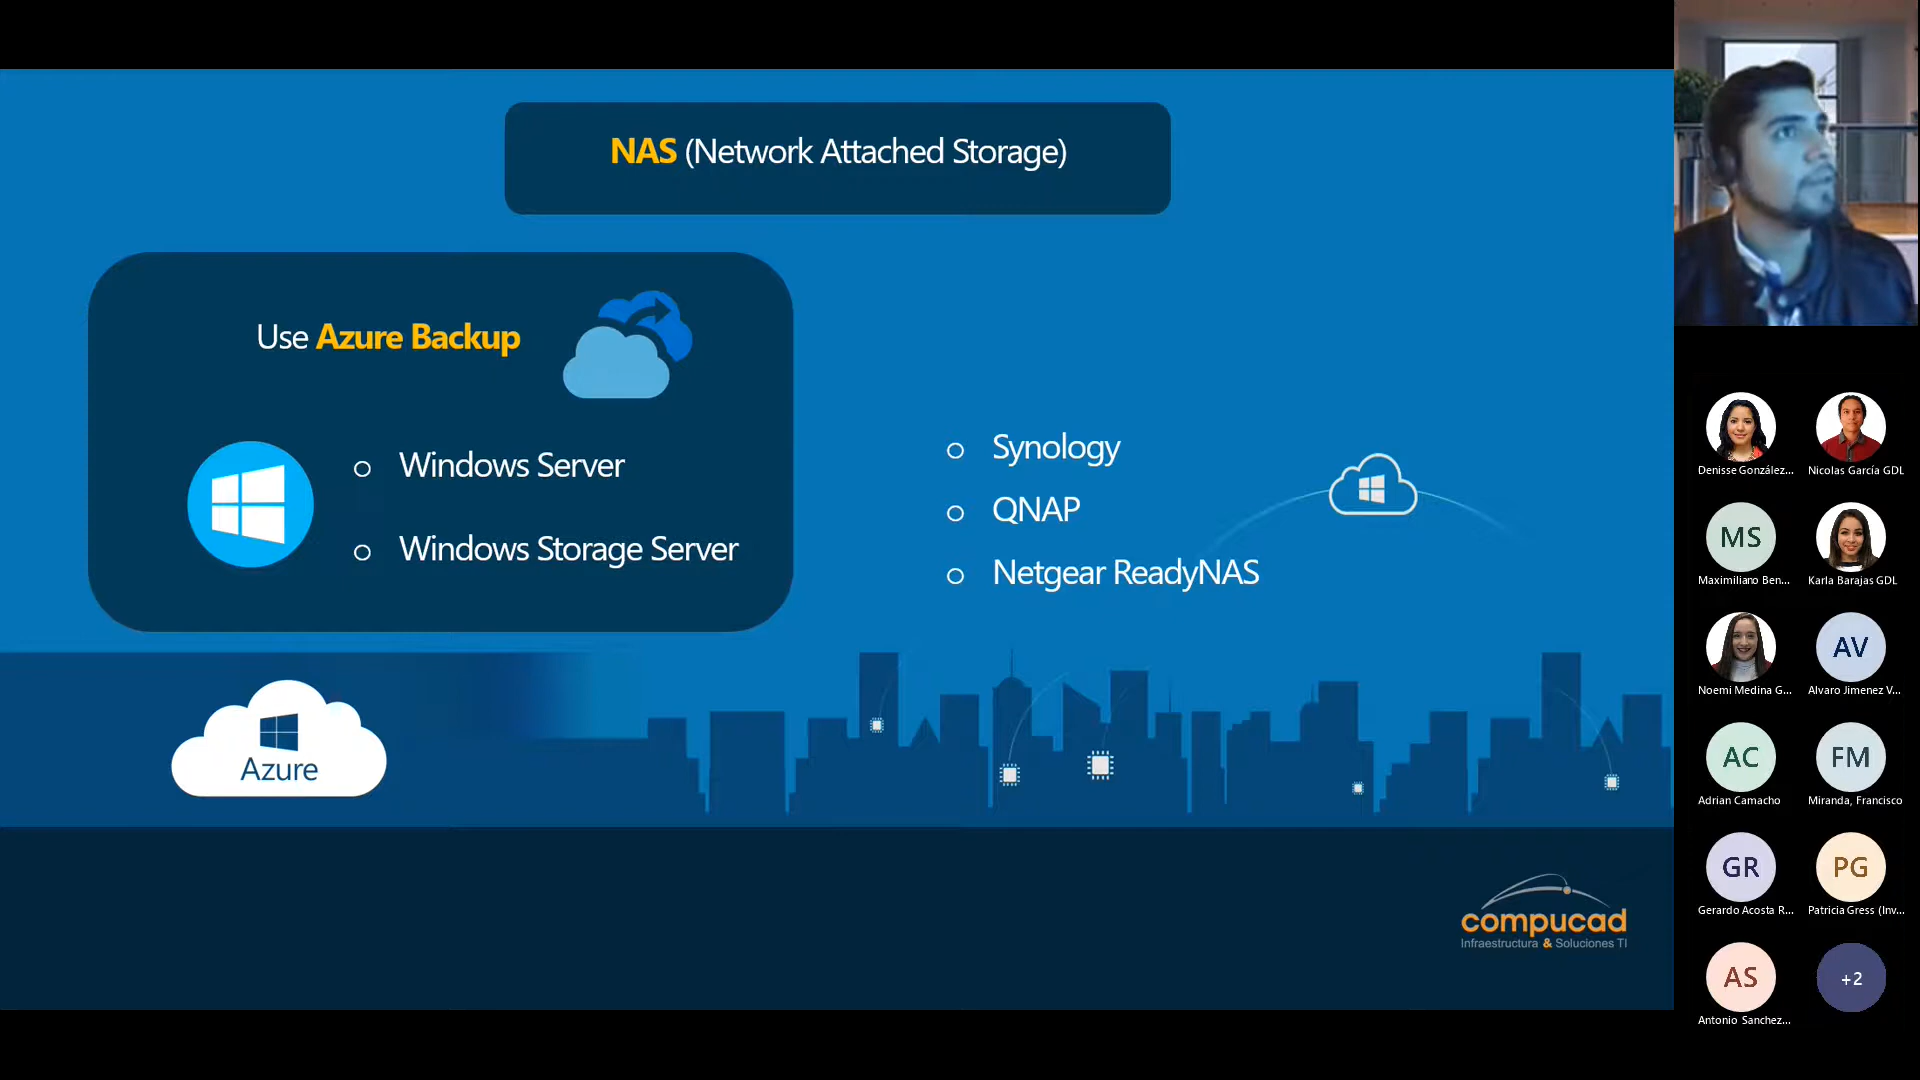 NAS (Network Attached Storage)
Use Azure Backup
Windows Server
Windows Storage Server
Synology
QNAP
Netgear ReadyNAS
Azure
compucad
Infraestructura & Soluciones TI
Denisse González...
Nicolas García GDL
MS
Maximiliano Ben...
Karla Barajas GDL
Noemi Medina G...
AV
Alvaro Jimenez V...
AC
Adrian Camacho
FM
Miranda, Francisco
GR
Gerardo Acosta R...
PG
Patricia Gress (Inv...
AS
Antonio Sanchez...
+2